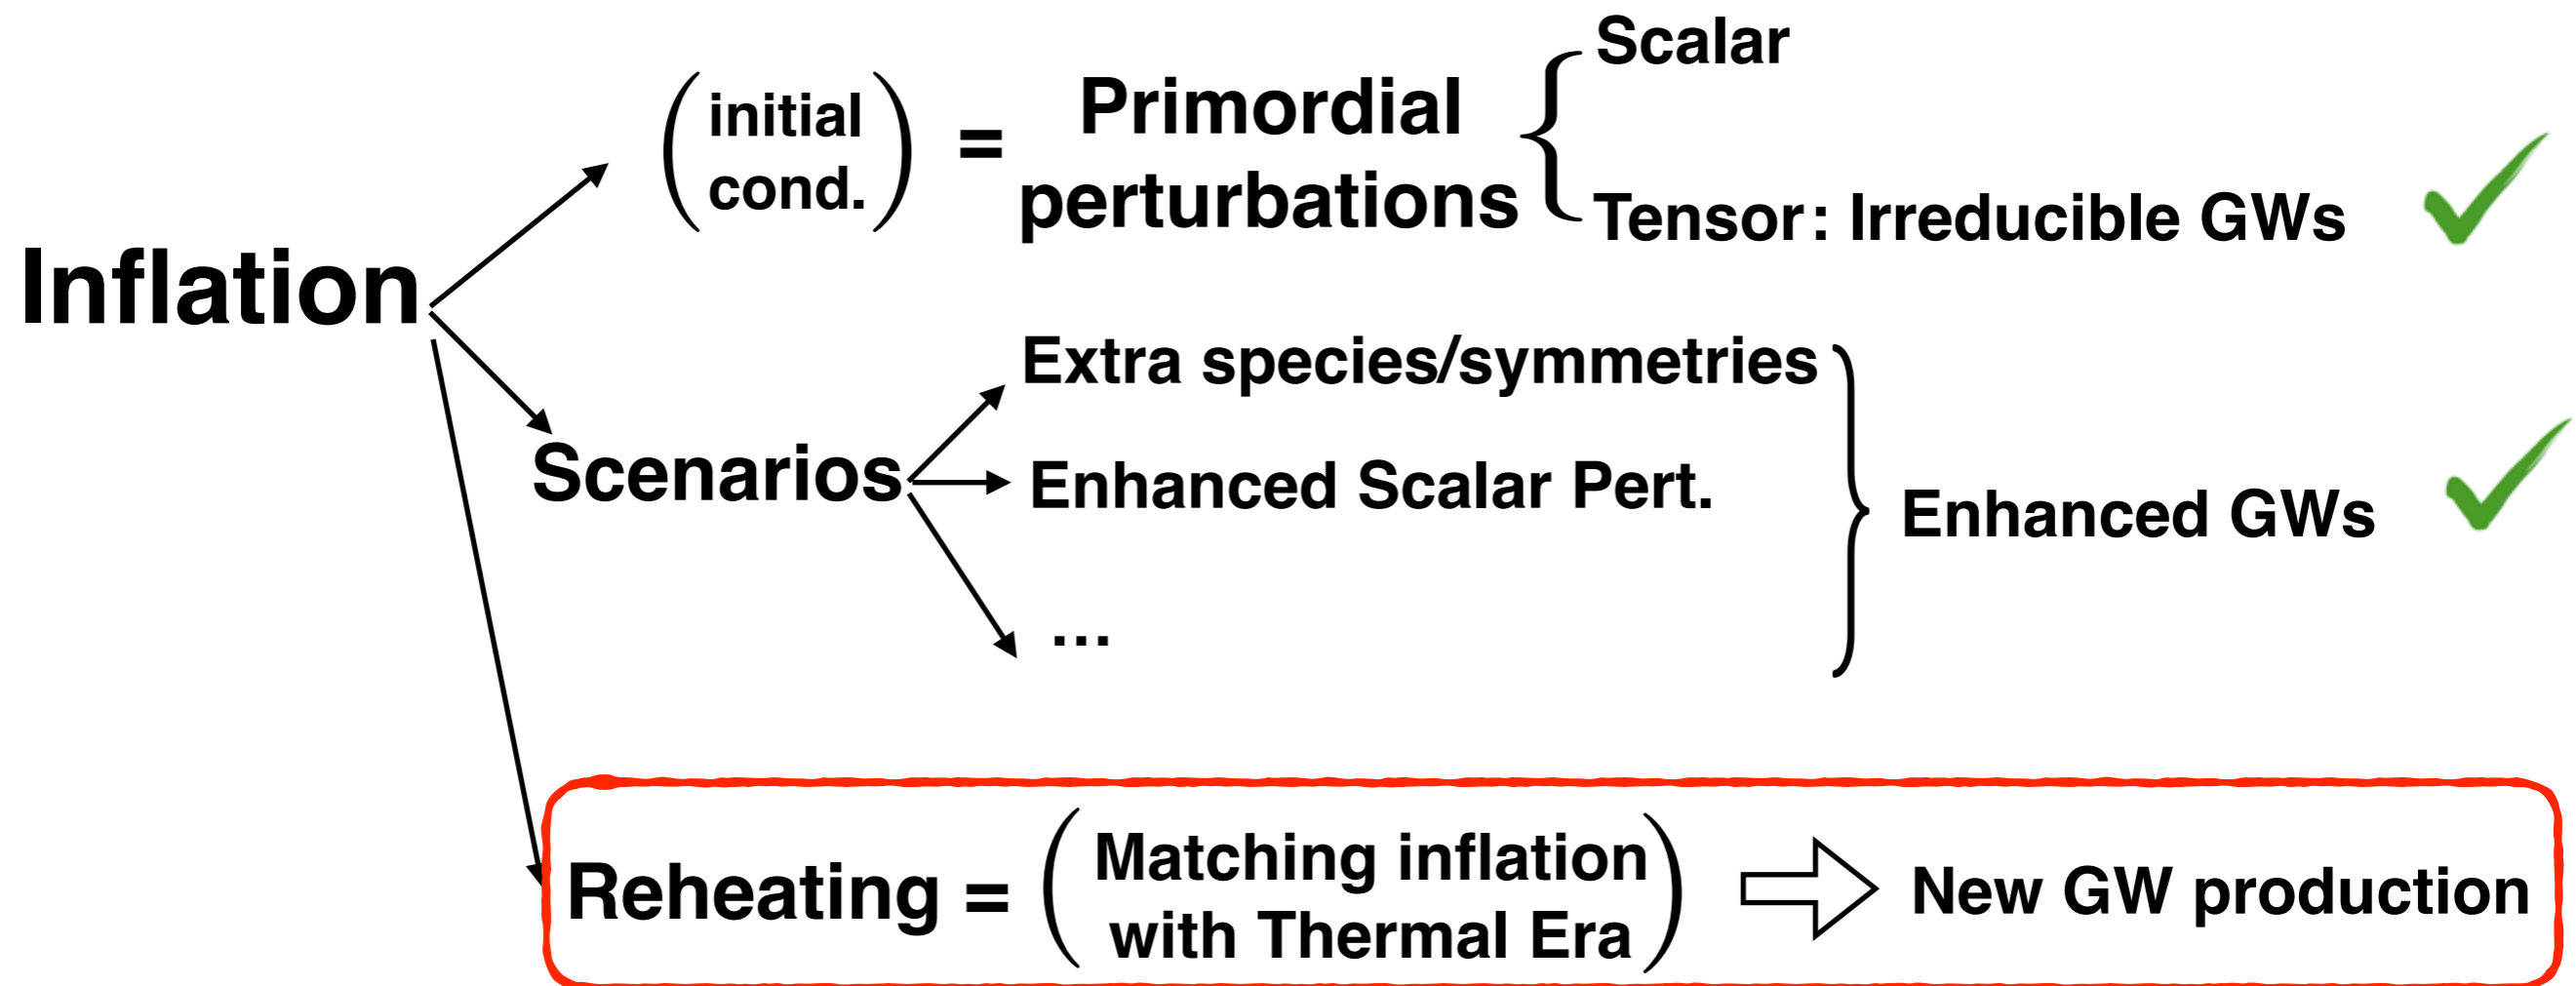 Inflation
initial
cond.
=
Primordial
perturbations
Scalar
Tensor: Irreducible GWs
Scenarios
Extra species/symmetries
Enhanced Scalar Pert.
...
Enhanced GWs
Reheating =
Matching inflation
with Thermal Era
New GW production